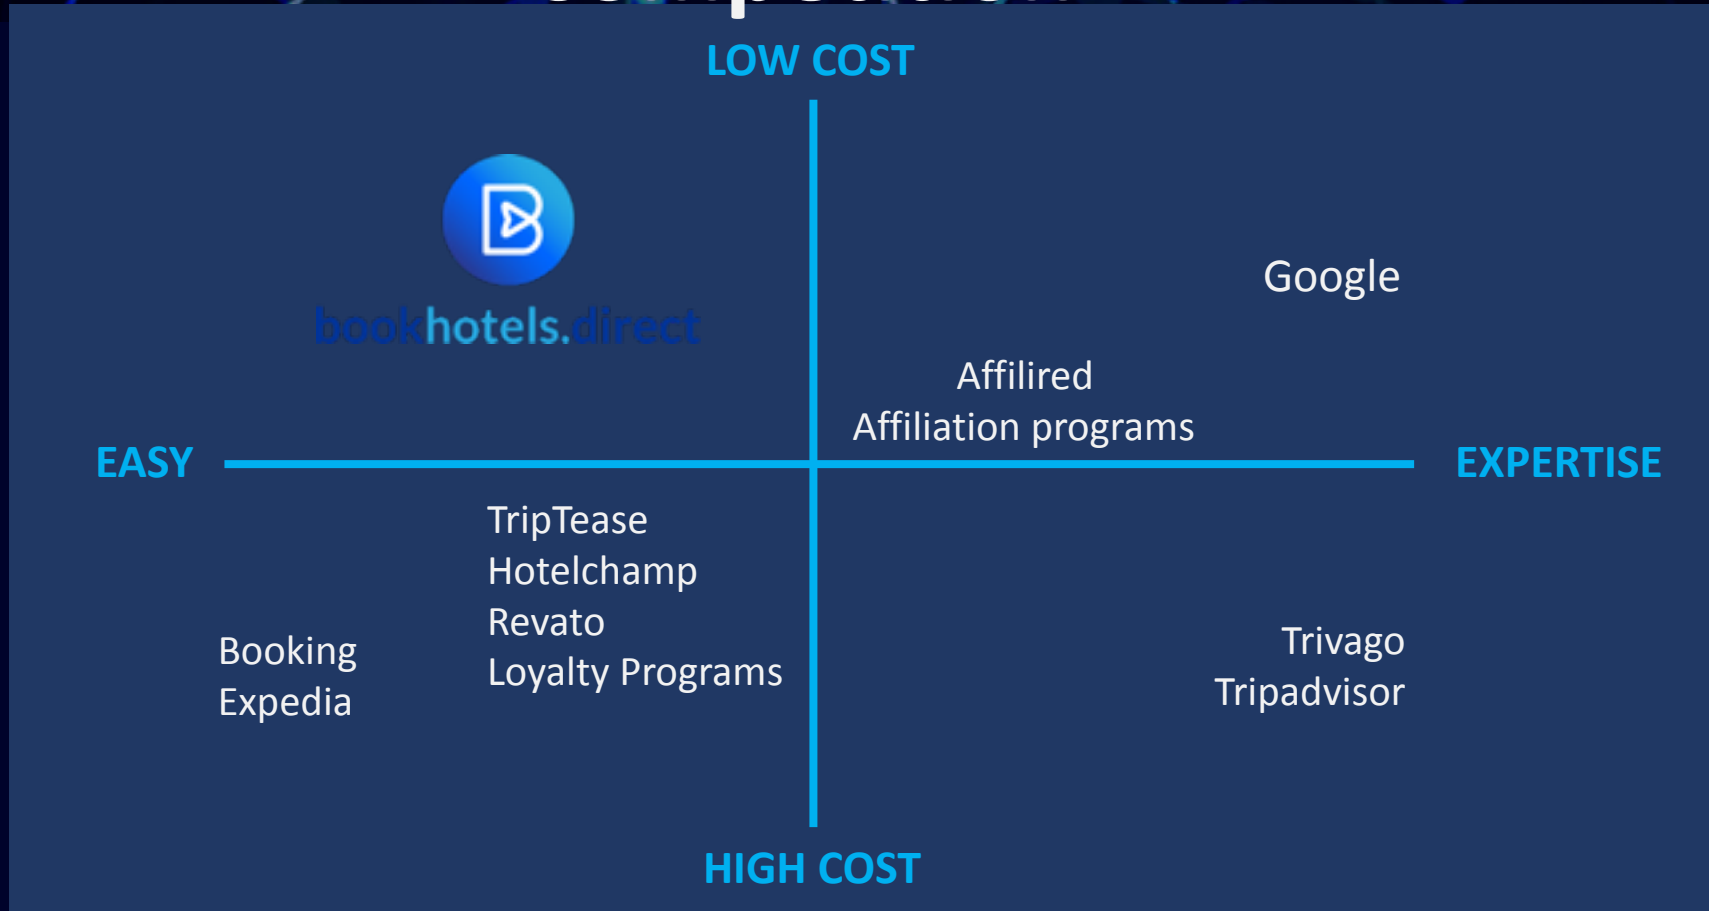 LOW COST
bookhotels.direct
Google
Affilired
Affiliation programs
EASY
EXPERTISE
TripTease
Hotelchamp
Revato
Loyalty Programs
Booking
Expedia
Trivago
Tripadvisor
HIGH COST